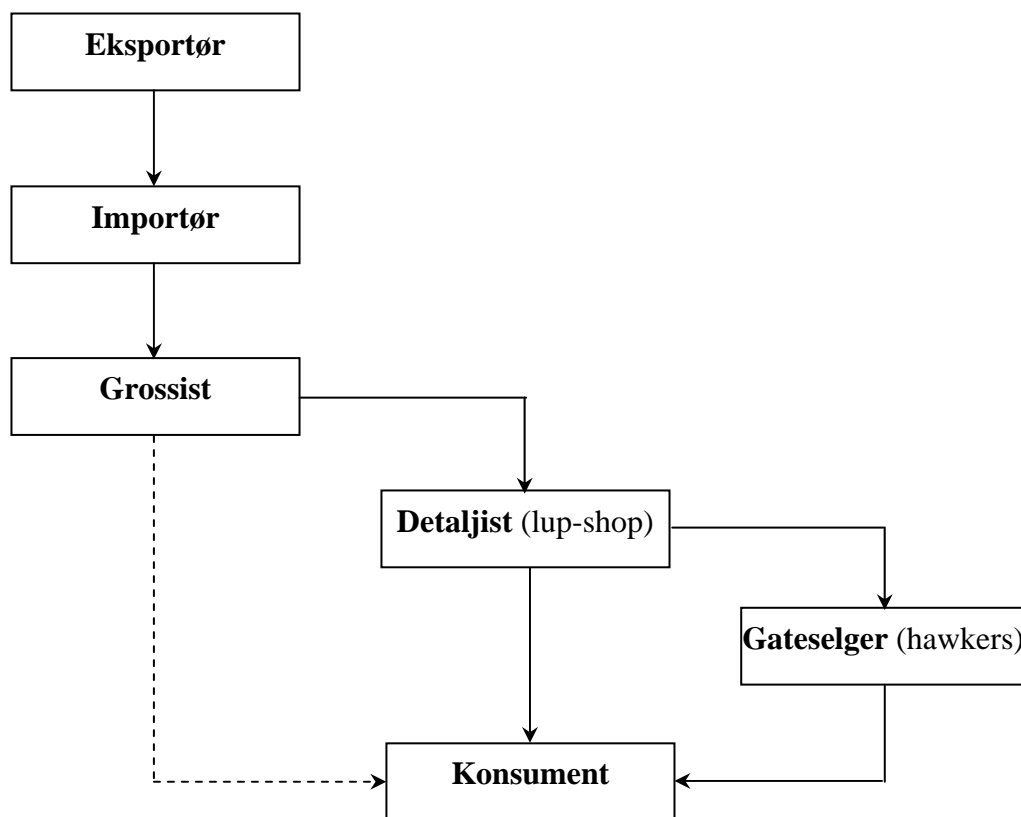 Eksportør
Importør
Grossist
Detaljist (lup-shop)
Gateselger (hawkers)
Konsument